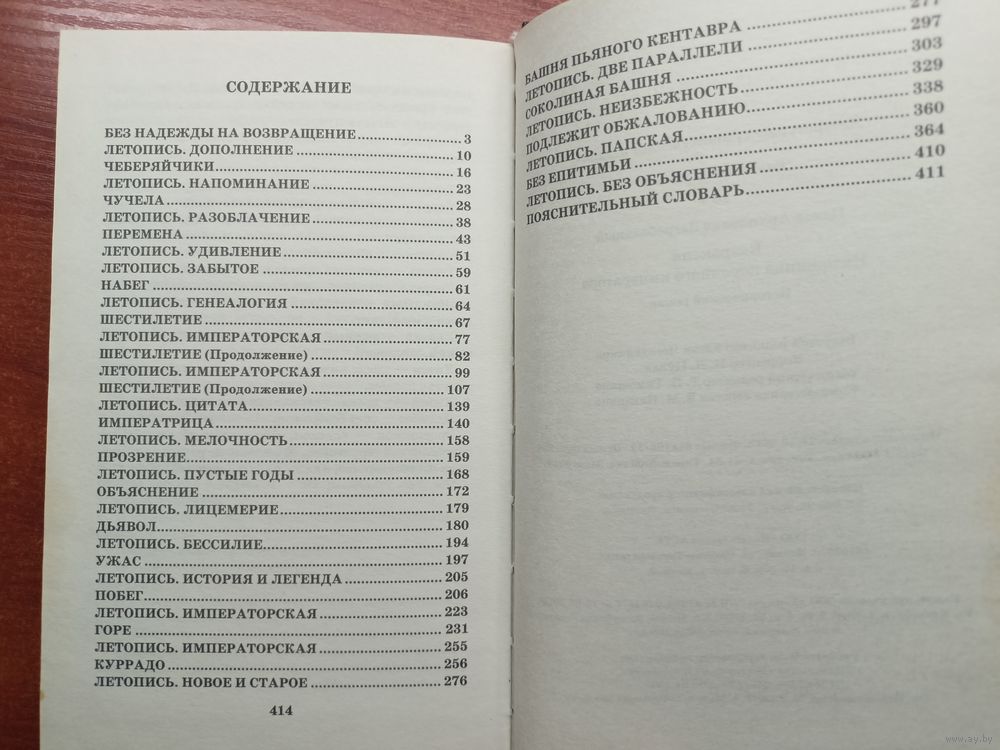 СОДЕРЖАНИЕ
БЕЗ НАДЕЖДЫ НА ВОЗВРАЩЕНИЕ 3
ЛЕТОПИСЬ. ДОПОЛНЕНИЕ 10
ЧЕБЕРЯЙЧИКИ 16
ЛЕТОПИСЬ. НАПОМИНАНИЕ 23
ЧУЧЕЛА 28
ЛЕТОПИСЬ. РАЗОБЛАЧЕНИЕ 38
ПЕРЕМЕНА 43
ЛЕТОПИСЬ. УДИВЛЕНИЕ 51
ЛЕТОПИСЬ. ЗАБЫТОЕ 59
НАБЕГ 61
ЛЕТОПИСЬ. ГЕНЕАЛОГИЯ 64
ШЕСТИЛЕТИЕ 67
ЛЕТОПИСЬ. ИМПЕРАТОРСКАЯ 77
ШЕСТИЛЕТИЕ (Продолжение) 82
ЛЕТОПИСЬ. ИМПЕРАТОРСКАЯ 99
ШЕСТИЛЕТИЕ (Продолжение) 107
ЛЕТОПИСЬ. ЦИТАТА 139
ИМПЕРАТРИЦА 140
ЛЕТОПИСЬ. МЕЛОЧНОСТЬ 158
ПРОЗРЕНИЕ 159
ЛЕТОПИСЬ. ПУСТЫЕ ГОДЫ 168
ОБЪЯСНЕНИЕ 172
ЛЕТОПИСЬ. ЛИЦЕМЕРИЕ 179
ДЬЯВОЛ 180
ЛЕТОПИСЬ. БЕССИЛИЕ 194
УЖАС 197
ЛЕТОПИСЬ. ИСТОРИЯ И ЛЕГЕНДА 205
ПОБЕГ 206
ЛЕТОПИСЬ. ИМПЕРАТОРСКАЯ 223
ГОРЕ 231
ЛЕТОПИСЬ. ИМПЕРАТОРСКАЯ 255
КУРРАДО 256
ЛЕТОПИСЬ. НОВОЕ И СТАРОЕ 276
414
БАШНЯ ПЬЯНОГО КЕНТАВРА 277
ЛЕТОПИСЬ. ДВЕ ПАРАЛЛЕЛИ 297
СОКОЛИНАЯ БАШНЯ 303
ЛЕТОПИСЬ. НЕИЗБЕЖНОСТЬ 329
ПОДЛЕЖИТ ОБЖАЛОВАНИЮ 338
ЛЕТОПИСЬ. ПАПСКАЯ 360
БЕЗ ЕПИТИМЬИ 364
ЛЕТОПИСЬ. БЕЗ ОБЪЯСНЕНИЯ 410
ПОЯСНИТЕЛЬНЫЙ СЛОВАРЬ 411
www.ay.by